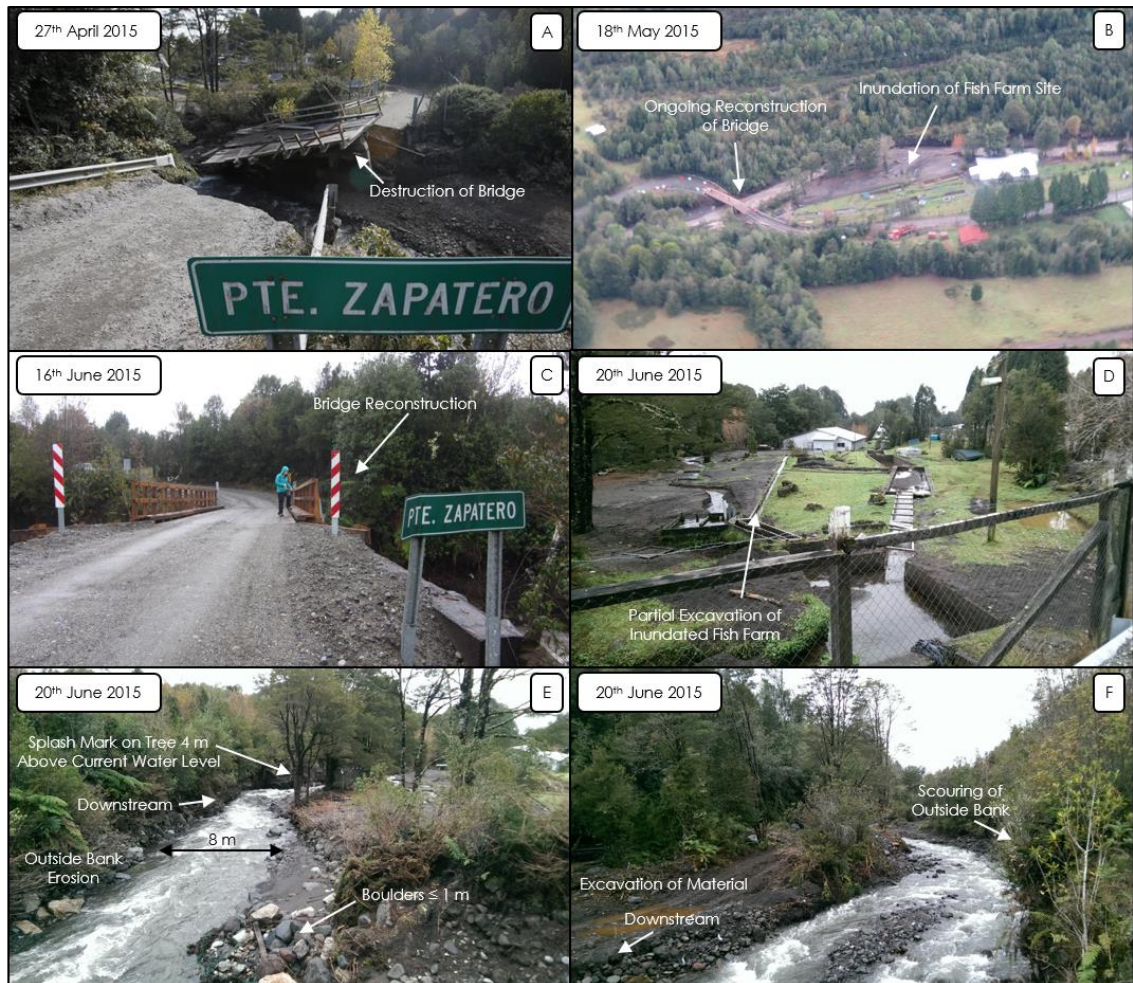 27th April 2015
A
Destruction of Bridge
PTE. ZAPATERO
18th May 2015
B
Inundation of Fish Farm Site
Ongoing Reconstruction
of Bridge
16th June 2015
C
Bridge Reconstruction
PTE. ZAPATERO
20th June 2015
D
Partial Excavation of
Inundated Fish Farm
20th June 2015
E
Splash Mark on Tree 4 m
Above Current Water Level
Downstream
8 m
Outside Bank
Erosion
Boulders ≤ 1 m
20th June 2015
F
Scouring of
Outside Bank
Excavation of Material
Downstream